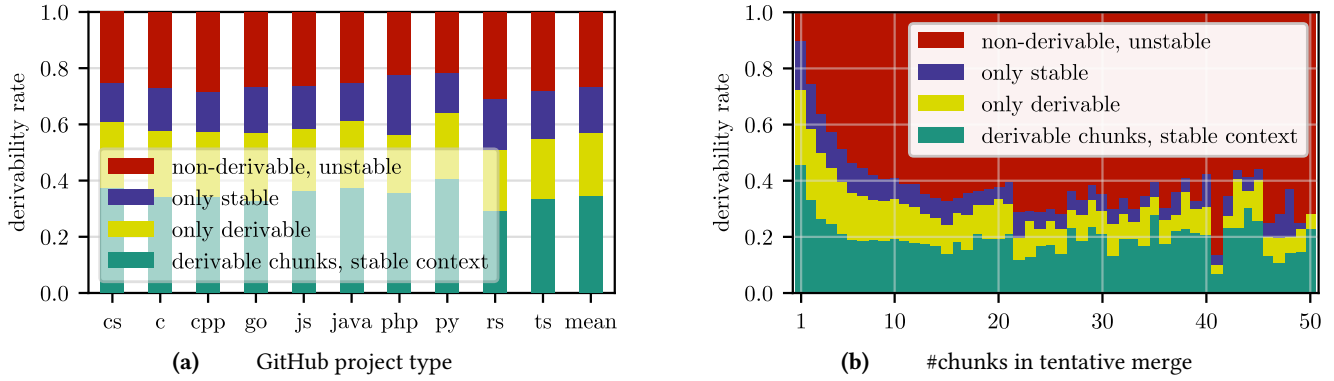 1.0
0.8
0.6
0.4
0.2
0.0
derivability rate
non-derivable, unstable
only stable
only derivable
derivable chunks, stable context
cs c cpp go js java php py rs ts mean
(a) GitHub project type
1.0
0.8
0.6
0.4
0.2
0.0
derivability rate
non-derivable, unstable
only stable
only derivable
derivable chunks, stable context
1 10 20 30 40 50
(b) #chunks in tentative merge